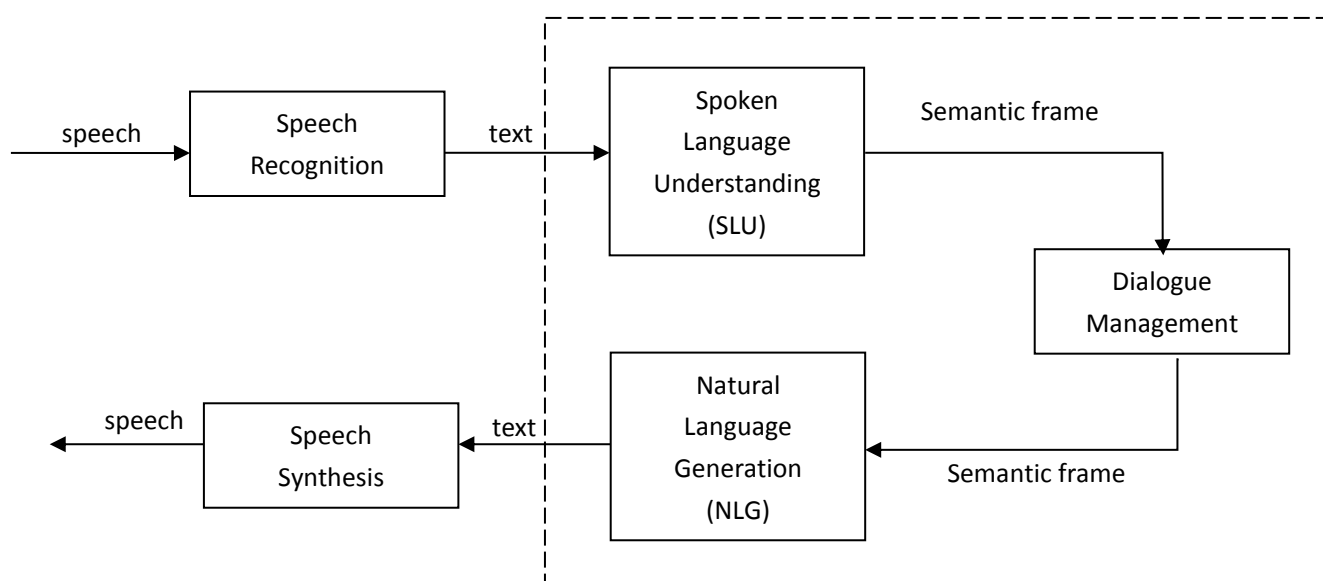 speech
Speech
Recognition
text
Spoken
Language
Understanding
(SLU)
Semantic frame
Dialogue
Management
Semantic frame
Natural
Language
Generation
(NLG)
text
Speech
Synthesis
speech